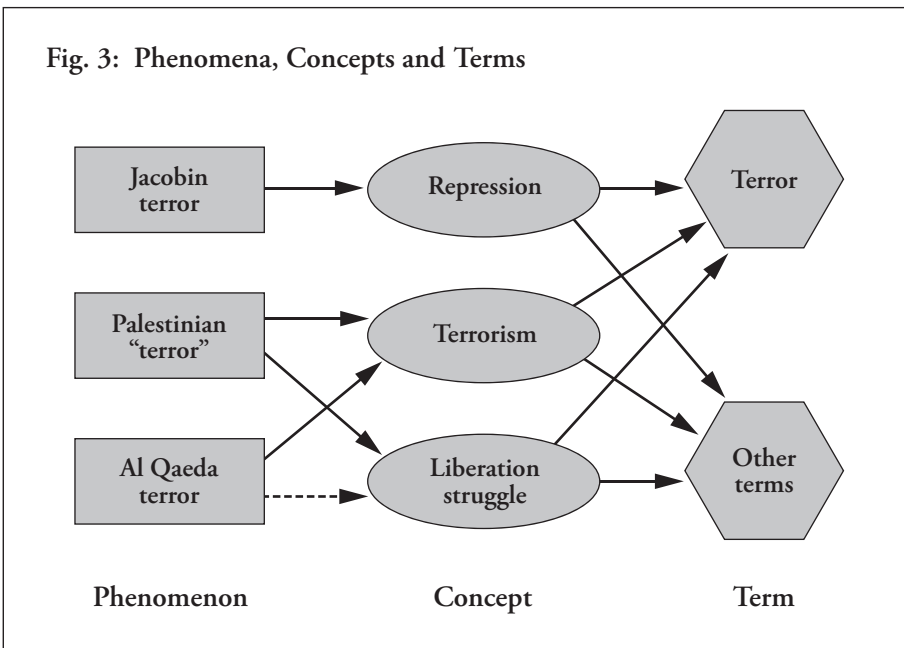 Fig. 3: Phenomena, Concepts and Terms
Jacobin
terror
Repression
Terror
Palestinian
“terror”
Terrorism
Al Qaeda
terror
Liberation
struggle
Other
terms
Phenomenon
Concept
Term